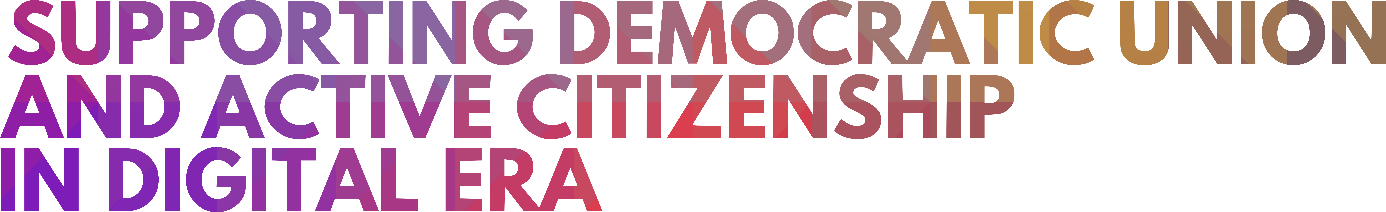 SUPPORTING DEMOCRATIC UNION
AND ACTIVE CITIZENSHIP
IN DIGITAL ERA